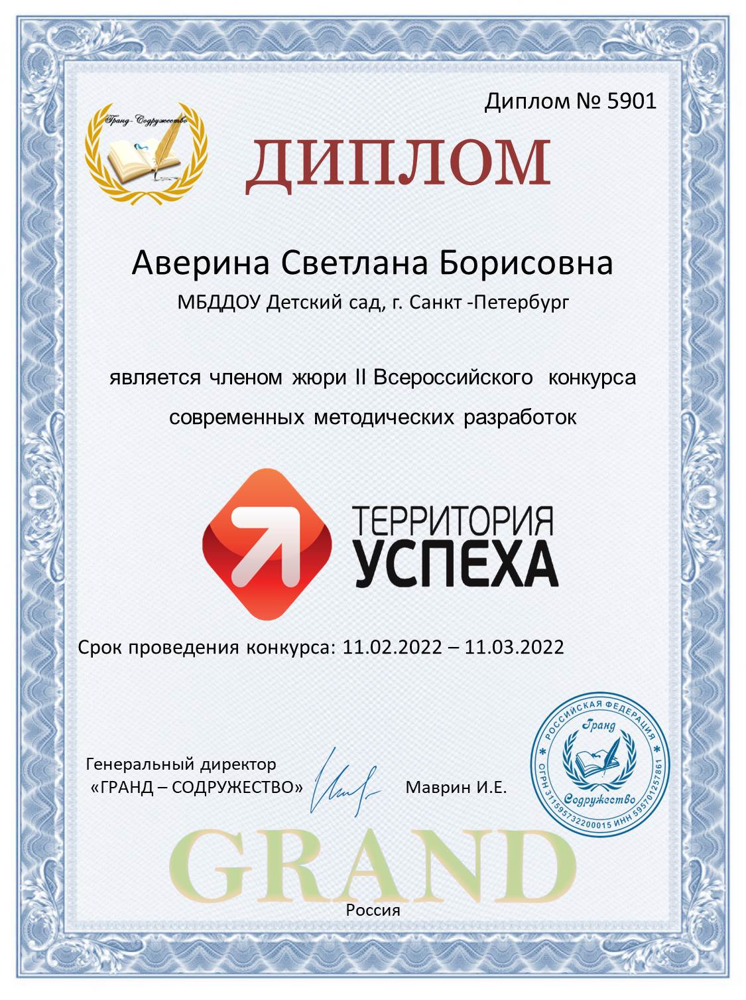 Диплом № 5901
Гранд-Содружество
ДИПЛОМ
Аверина Светлана Борисовна
МБДДОУ Детский сад, г. Санкт -Петербург
является членом жюри II Всероссийского конкурса
современных методических разработок
ТЕРРИТОРИЯ
УСПЕХА
Срок проведения конкурса: 11.02.2022 – 11.03.2022
Генеральный директор
«ГРАНД – СОДРУЖЕСТВО»
Маврин И.Е.
* РОССИЙСКАЯ ФЕДЕРАЦИЯ *
Гранд
Содружество
ОГРН 311595732200015 ИНН 595701257861
GRAND
Россия